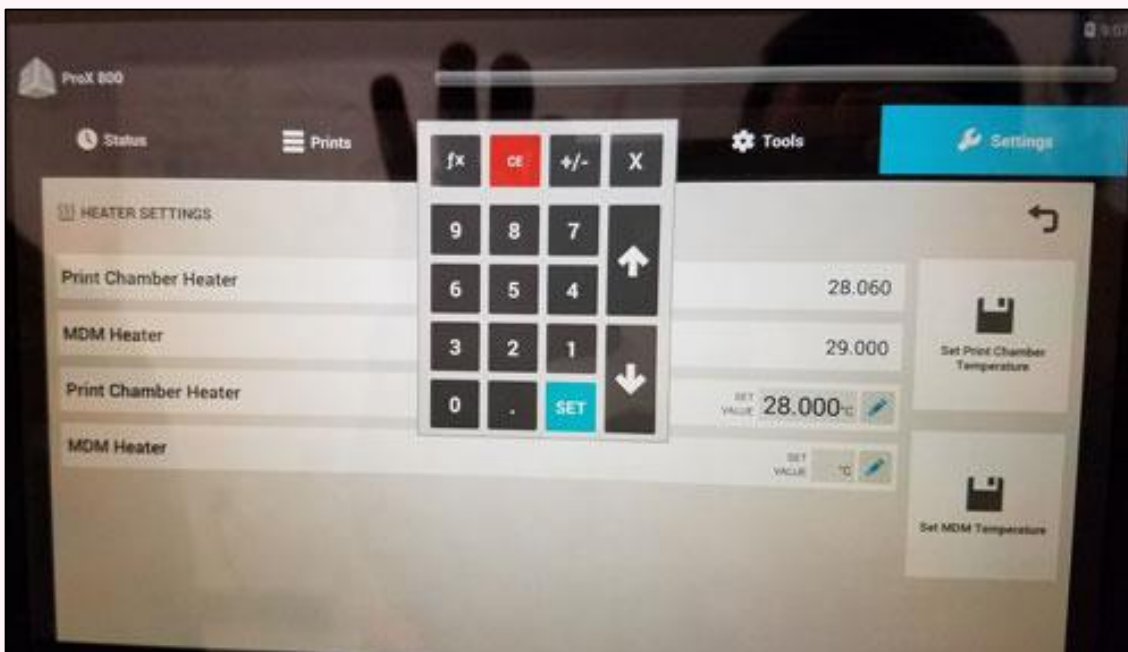 ProX 800
Status
Prints
Tools
Settings
HEATER SETTINGS
ƒx CE +/- X
9 8 7
6 5 4
3 2 1
0 . SET
Print Chamber Heater 28.060
MDM Heater 29.000
Print Chamber Heater SET VALUE 28.000 °C
MDM Heater SET VALUE °C
Set Print Chamber
Temperature
Set MDM Temperature